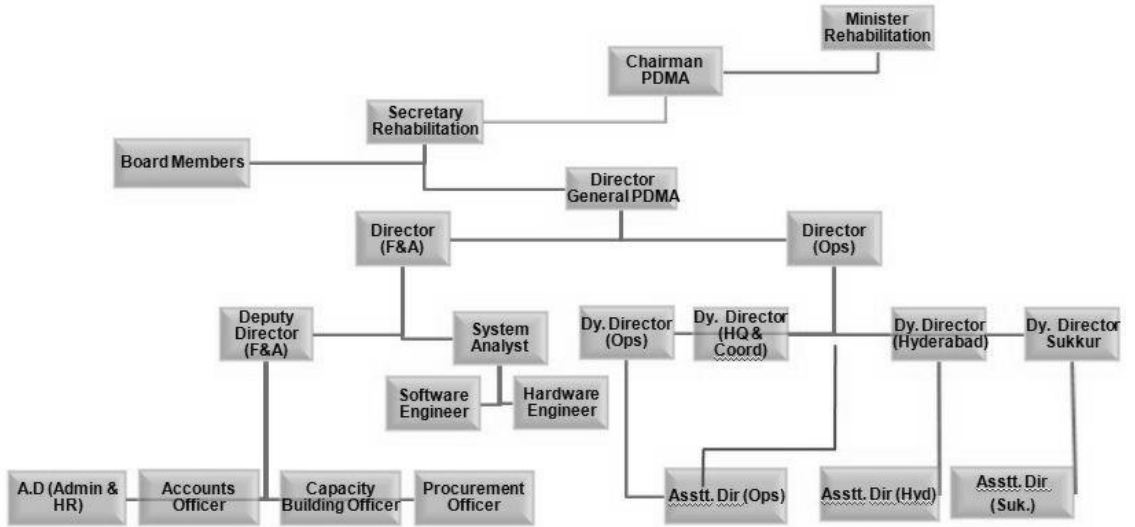 Minister
Rehabilitation
Chairman
PDMA
Secretary
Rehabilitation
Board Members
Director
General PDMA
Director
(F&A)
Director
(Ops)
Deputy
Director
(F&A)
System
Analyst
Dy. Director
(Ops)
Dy. Director
(HQ &
Coord)
Dy. Director
(Hyderabad)
Dy. Director
Sukkur
Software
Engineer
Hardware
Engineer
A.D (Admin &
HR)
Accounts
Officer
Capacity
Building Officer
Procurement
Officer
Asstt. Dir (Ops)
Asstt. Dir (Hyd)
Asstt. Dir
(Suk.)